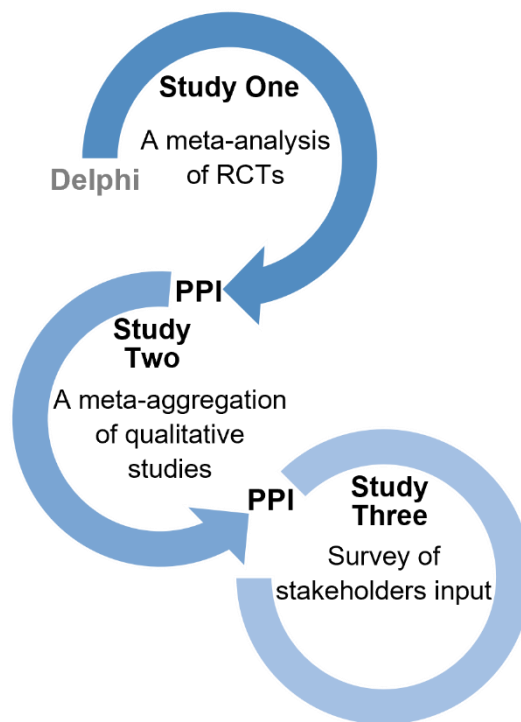 Study One
A meta-analysis
of RCTs
Delphi
PPI
Study
Two
A meta-aggregation
of qualitative
studies
PPI
Study
Three
Survey of
stakeholders input